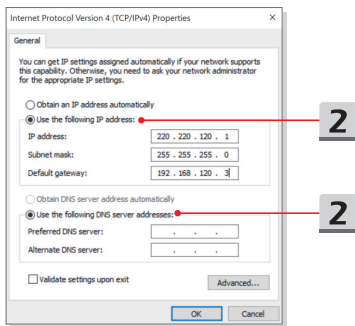 Internet Protocol Version 4 (TCP/IPv4) Properties
General
You can get IP settings assigned automatically if your network supports
this capability. Otherwise, you need to ask your network administrator
for the appropriate IP settings.
Obtain an IP address automatically
Use the following IP address:
2
IP address: 220 . 220 . 120 . 1
Subnet mask: 255 . 255 . 255 . 0
Default gateway: 192 . 168 . 120 . 3
Obtain DNS server address automatically
Use the following DNS server addresses:
2
Preferred DNS server: . . .
Alternate DNS server: . . .
Validate settings upon exit
Advanced...
OK Cancel